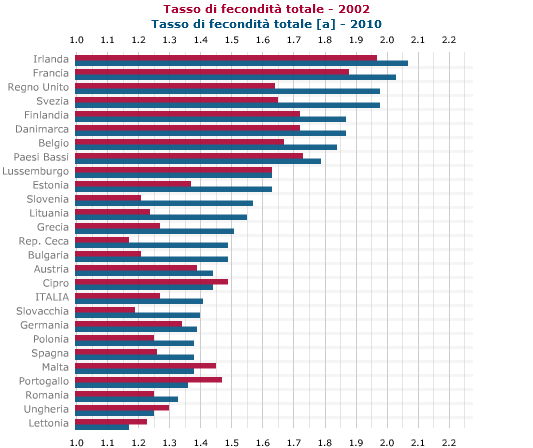 Tasso di fecondità totale - 2002
Tasso di fecondità totale [a] - 2010
1.0 1.1 1.2 1.3 1.4 1.5 1.6 1.7 1.8 1.9 2.0 2.1 2.2
Irlanda
Francia
Regno Unito
Svezia
Finlandia
Danimarca
Belgio
Paesi Bassi
Lussemburgo
Estonia
Slovenia
Lituania
Grecia
Rep. Ceca
Bulgaria
Austria
Cipro
ITALIA
Slovacchia
Germania
Polonia
Spagna
Malta
Portogallo
Romania
Ungheria
Lettonia
1.0 1.1 1.2 1.3 1.4 1.5 1.6 1.7 1.8 1.9 2.0 2.1 2.2